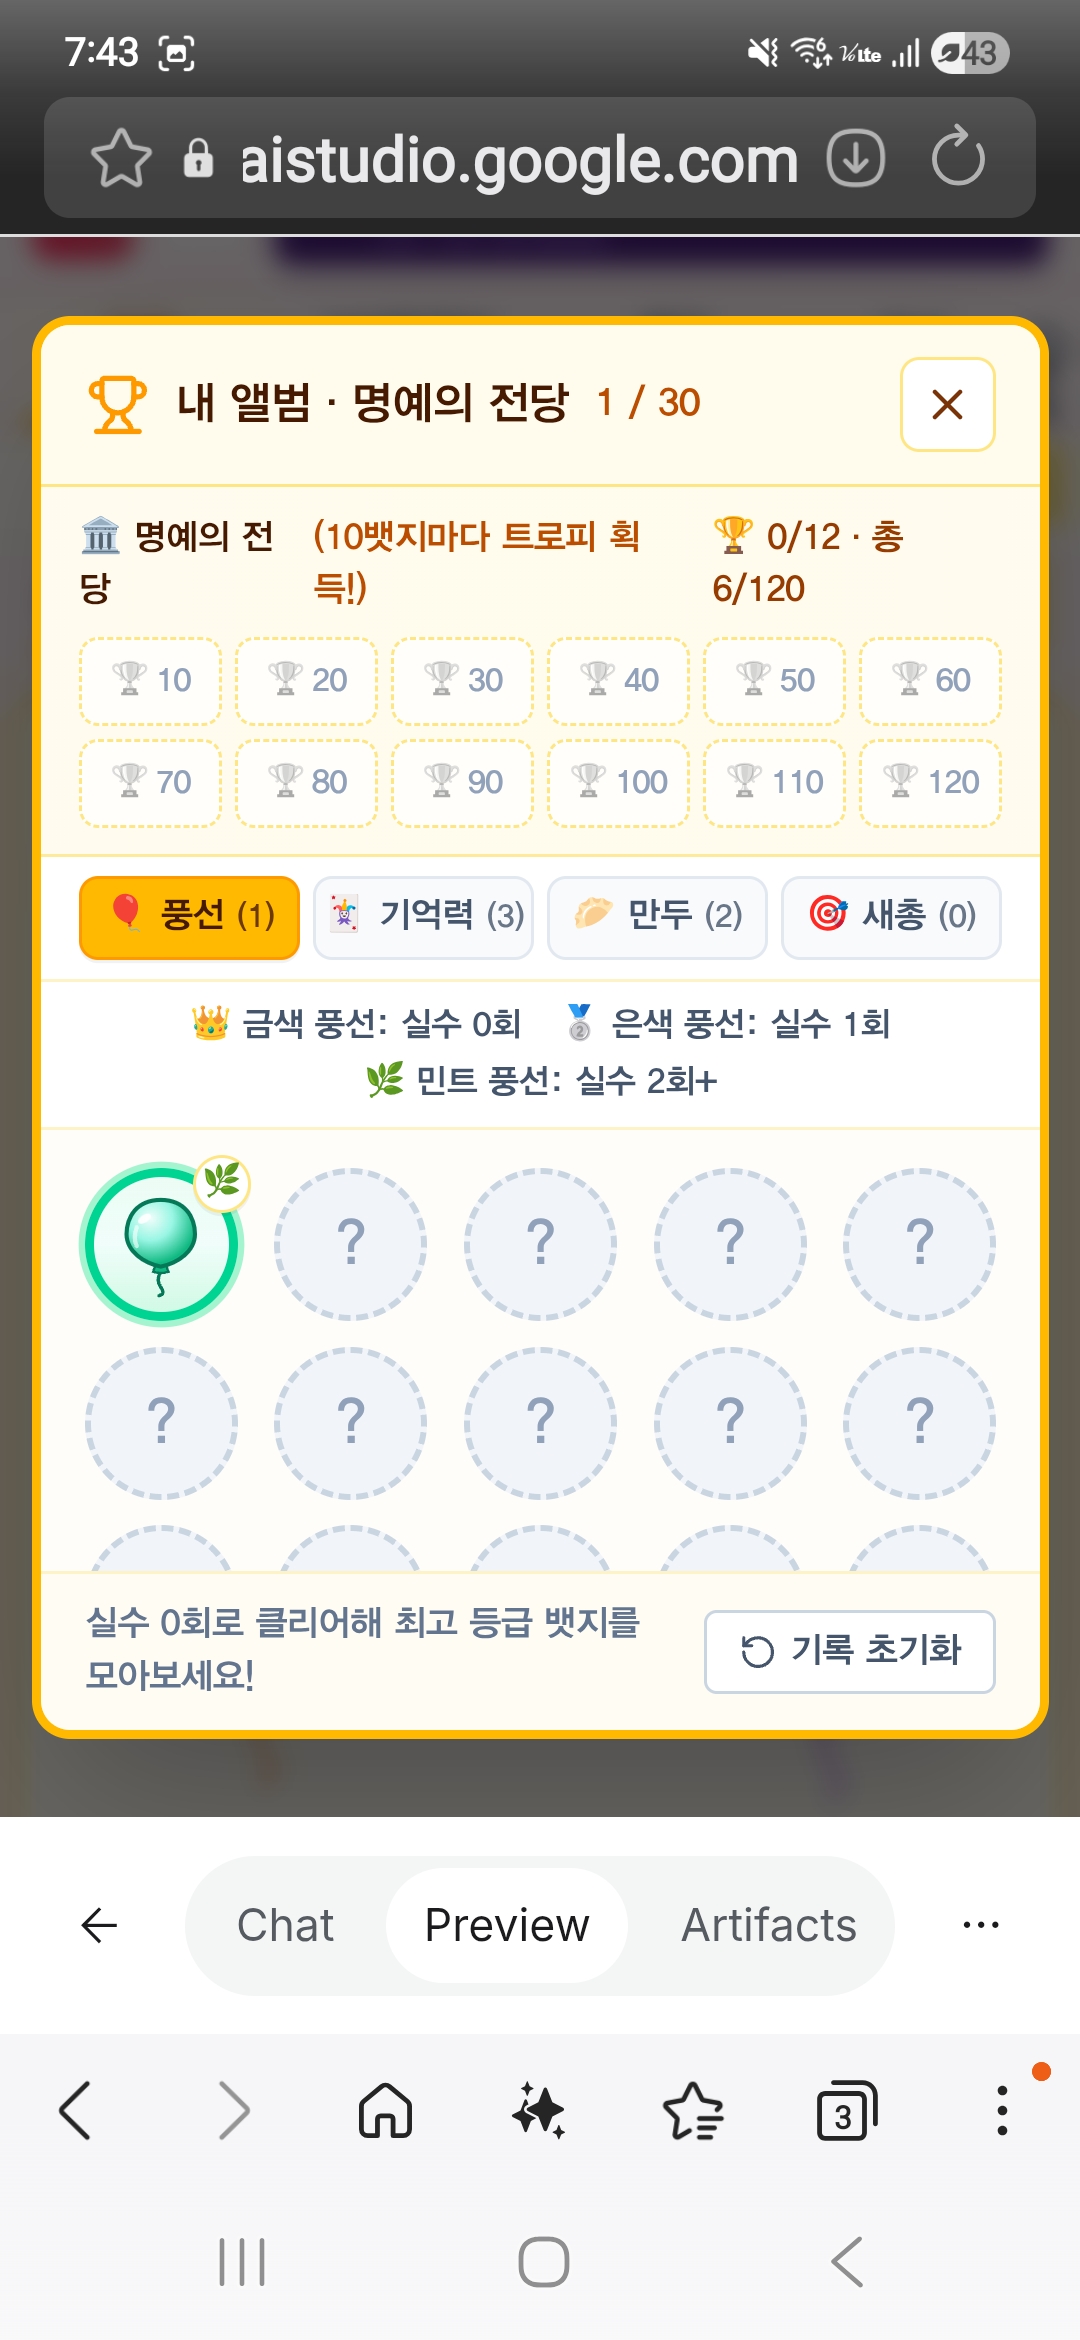 7:43
6
VoLTE
43
aistudio.google.com
내 앨범 · 명예의 전당 1 / 30
명예의 전당
(10뱃지마다 트로피 획득!)
0/12 · 총 6/120
10 20 30 40 50 60
70 80 90 100 110 120
풍선 (1) 기억력 (3) 만두 (2) 새총 (0)
금색 풍선: 실수 0회 2 은색 풍선: 실수 1회
민트 풍선: 실수 2회+
? ? ? ?
? ? ? ? ?
실수 0회로 클리어해 최고 등급 뱃지를
모아보세요!
기록 초기화
Chat Preview Artifacts
3